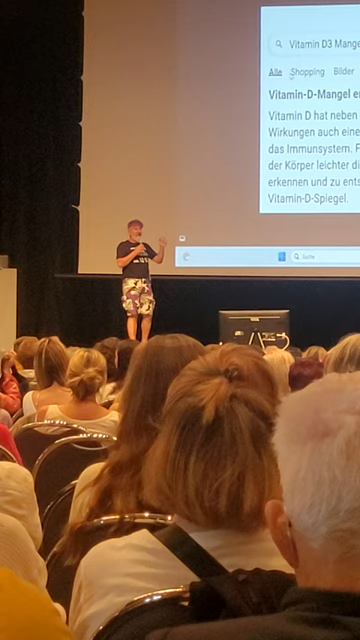 Vitamin D3 Mange
Alle Shopping Bilder
Vitamin-D-Mangel e
Vitamin D hat neben
Wirkungen auch eine
das Immunsystem. F
der Körper leichter di
erkennen und zu ents
Vitamin-D-Spiegel.
Suche